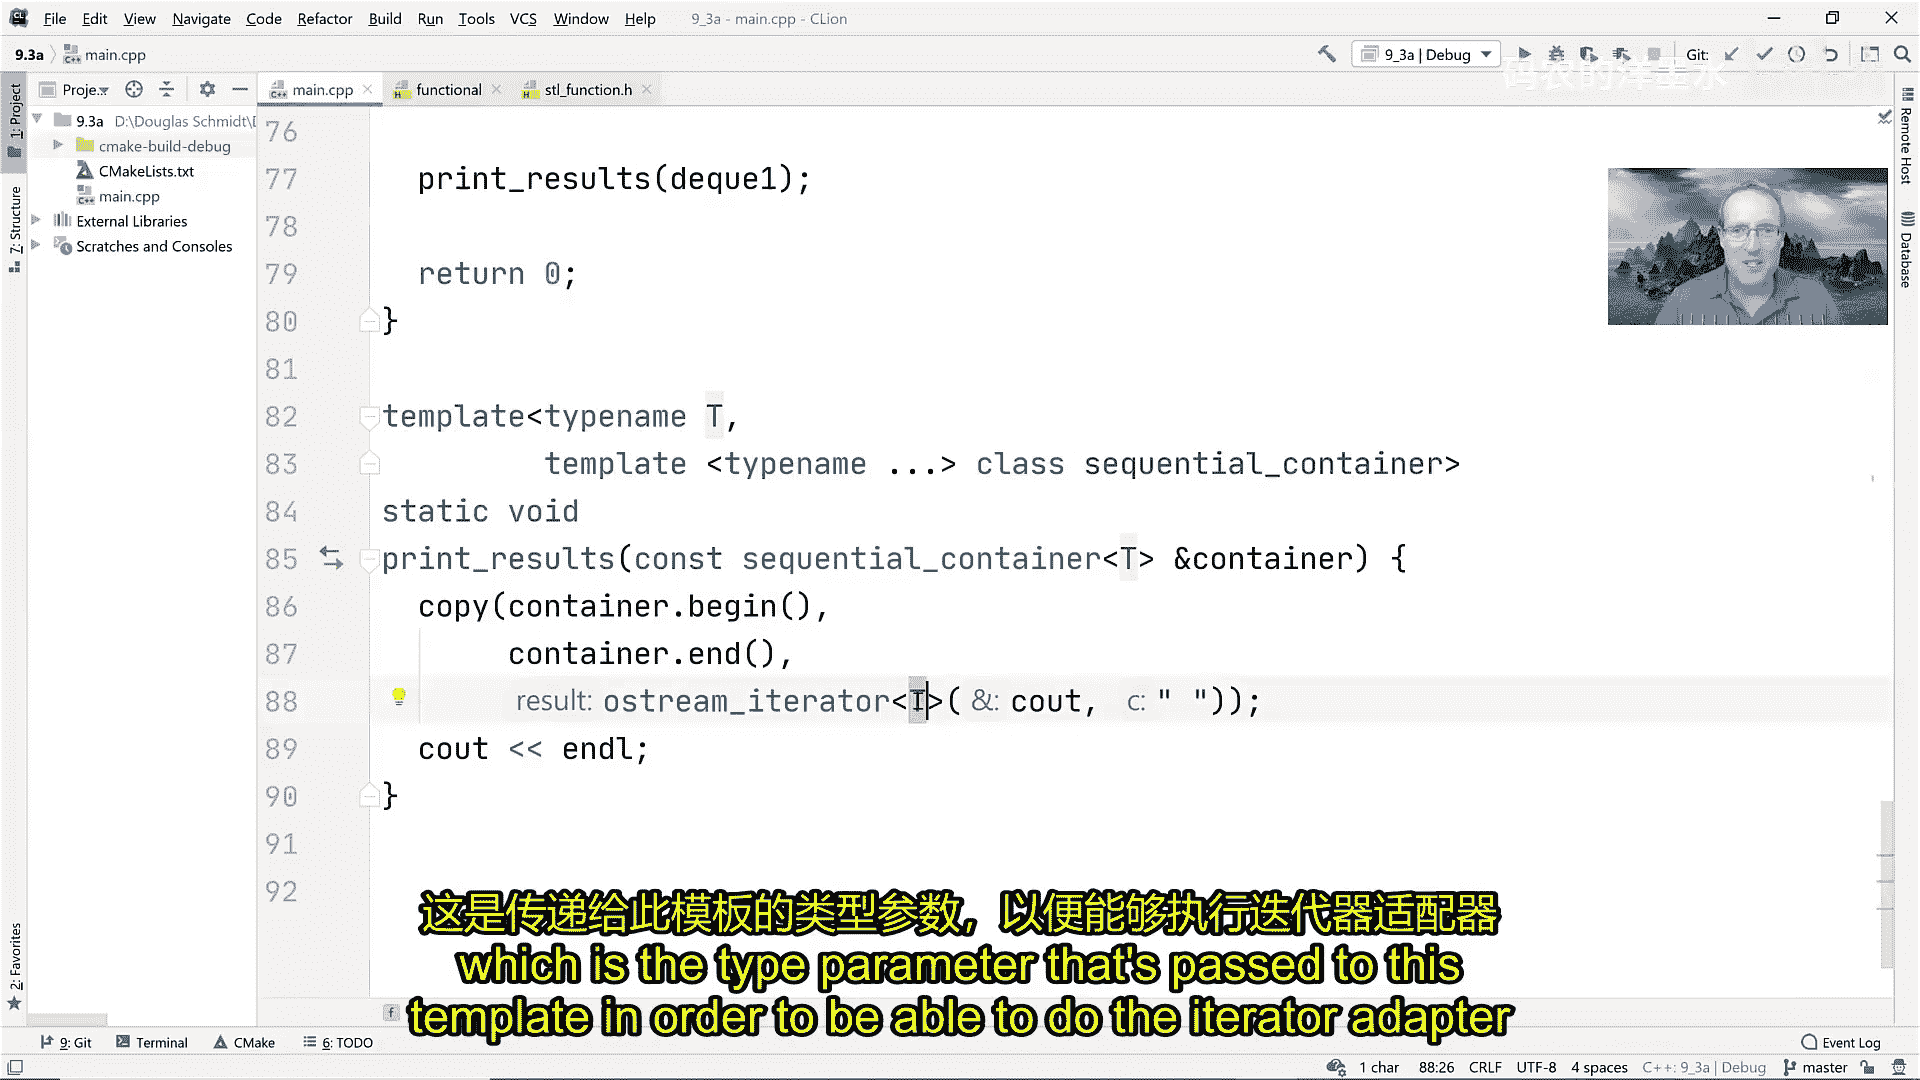 File Edit View Navigate Code Refactor Build Run Tools VCS Window Help 9_3a - main.cpp - CLion
9.3a main.cpp 9_3a | Debug Git:
码农的洋墨水
1: Project
7: Structure
2: Favorites
Proje...
9.3a D:\Douglas Schmidt\
cmake-build-debug
CMakeLists.txt
main.cpp
External Libraries
Scratches and Consoles
main.cpp functional stl_function.h
76
77 print_results(deque1);
78
79 return 0;
80 }
81
82 template<typename T,
83 template <typename ...> class sequential_container>
84 static void
85 print_results(const sequential_container<T> &container) {
86 copy(container.begin(),
87 container.end(),
88 result: ostream_iterator<T>( &: cout, c: " "));
89 cout << endl;
90 }
91
92
Remote Host
Database
这是传递给此模板的类型参数，以便能够执行迭代器适配器
which is the type parameter that's passed to this
template in order to be able to do the iterator adapter
9: Git Terminal CMake 6: TODO Event Log
1 char 88:26 CRLF UTF-8 4 spaces C++: 9_3a | Debug master